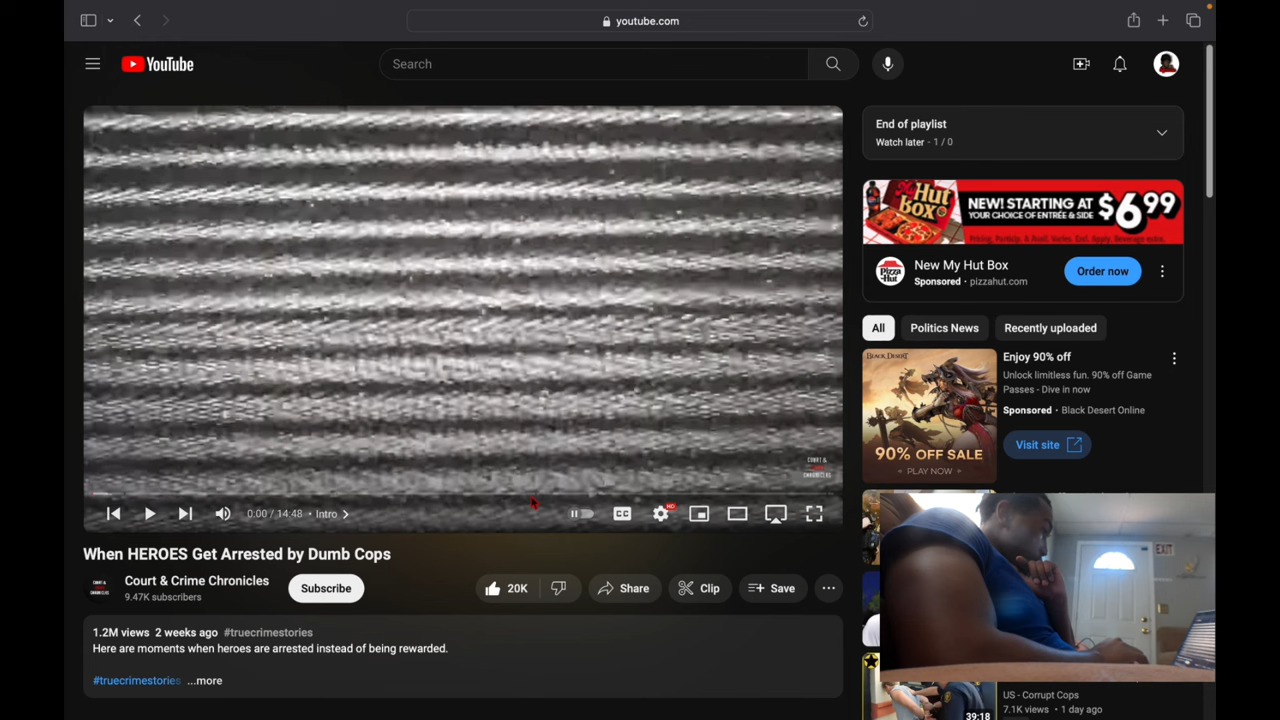 youtube.com
YouTube
Search
End of playlist
Watch later - 1 / 0
Hut
BOX
NEW! STARTING AT
YOUR CHOICE OF ENTRÉE & SIDE
$6.99
New My Hut Box
Sponsored • pizzahut.com
Order now
All
Politics News
Recently uploaded
BLACK DESERT
90% OFF SALE
PLAY NOW
Enjoy 90% off
Unlock limitless fun. 90% off Game
Passes - Dive in now
Sponsored • Black Desert Online
Visit site
COURT &
CHRONICLES
0:00 / 14:48 • Intro
CC
HD
When HEROES Get Arrested by Dumb Cops
Court & Crime Chronicles
9.47K subscribers
Subscribe
20K
Share
Clip
Save
1.2M views 2 weeks ago #truecrimestories
Here are moments when heroes are arrested instead of being rewarded.
#truecrimestories ...more
EXIT
US - Corrupt Cops
7.1K views • 1 day ago
39:18